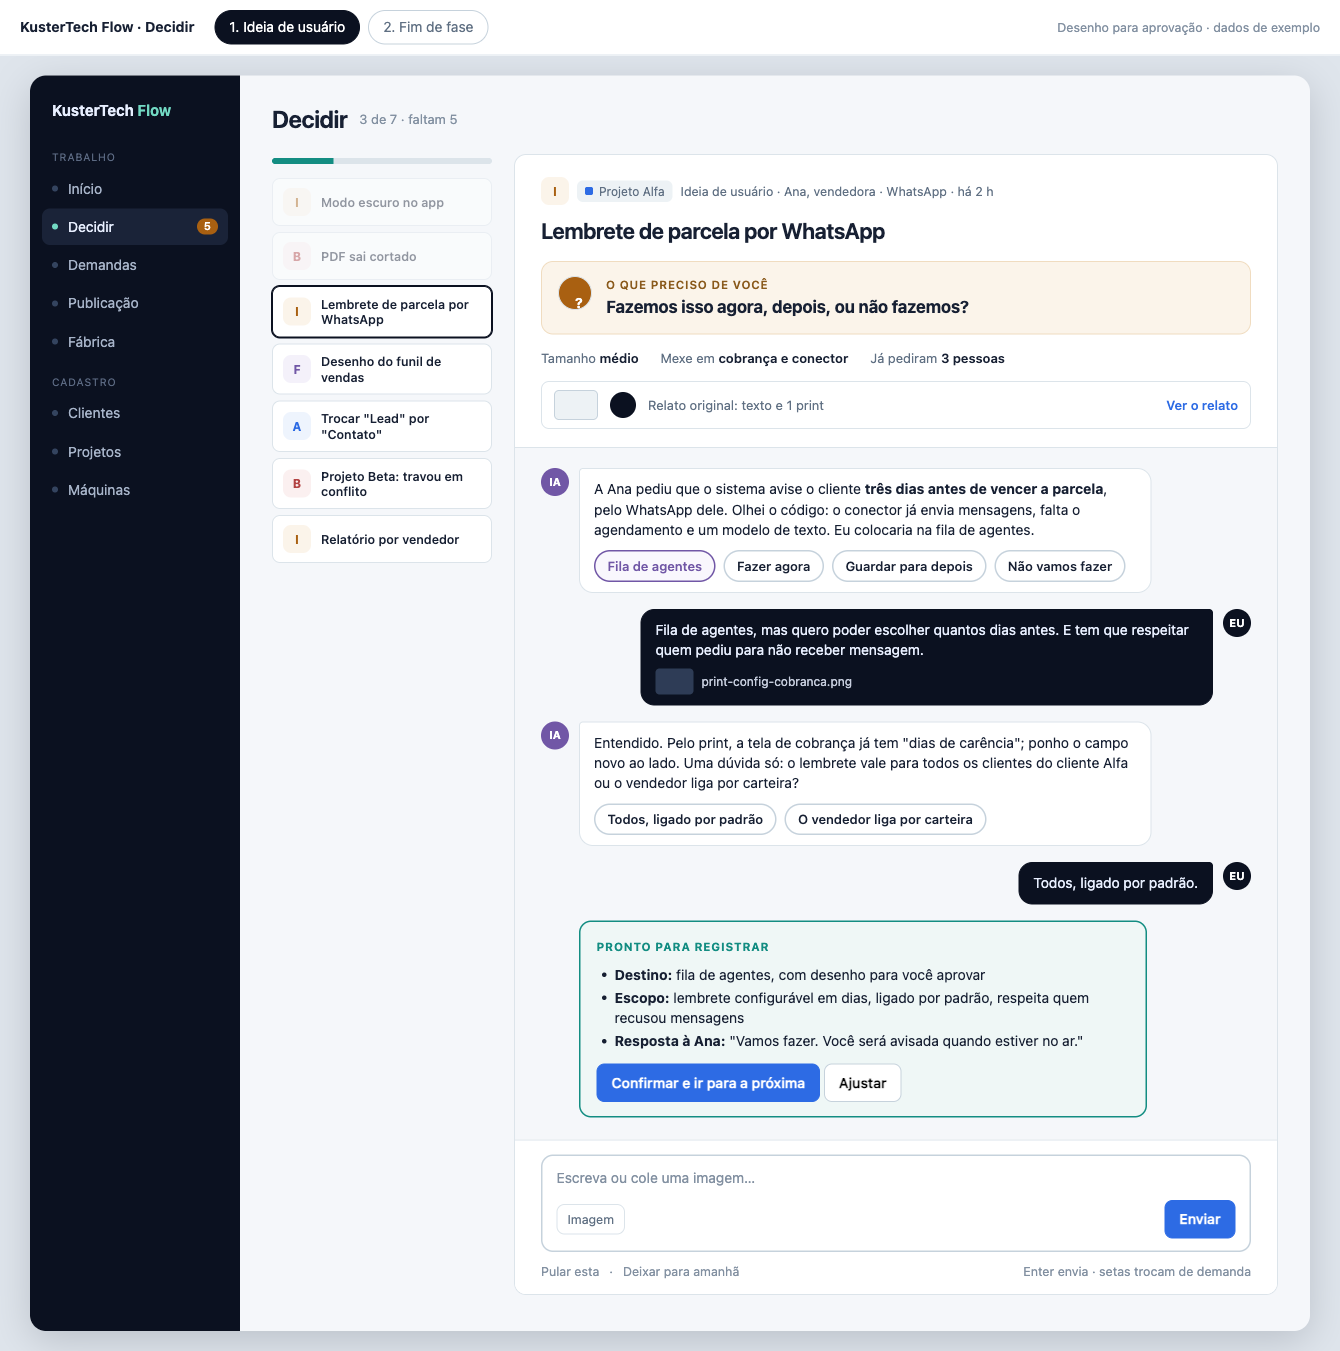 KusterTech Flow · Decidir
1. Ideia de usuário
2. Fim de fase
Desenho para aprovação · dados de exemplo
KusterTech Flow
TRABALHO
Início
Decidir
5
Demandas
Publicação
Fábrica
CADASTRO
Clientes
Projetos
Máquinas
Decidir
3 de 7 · faltam 5
I
Modo escuro no app
B
PDF sai cortado
I
Lembrete de parcela por
WhatsApp
F
Desenho do funil de
vendas
A
Trocar "Lead" por
"Contato"
B
Projeto Beta: travou em
conflito
I
Relatório por vendedor
I
Projeto Alfa
Ideia de usuário · Ana, vendedora · WhatsApp · há 2 h
Lembrete de parcela por WhatsApp
?
O QUE PRECISO DE VOCÊ
Fazemos isso agora, depois, ou não fazemos?
Tamanho médio
Mexe em cobrança e conector
Já pediram 3 pessoas
Relato original: texto e 1 print
Ver o relato
IA
A Ana pediu que o sistema avise o cliente três dias antes de vencer a parcela,
pelo WhatsApp dele. Olhei o código: o conector já envia mensagens, falta o
agendamento e um modelo de texto. Eu colocaria na fila de agentes.
Fila de agentes
Fazer agora
Guardar para depois
Não vamos fazer
EU
Fila de agentes, mas quero poder escolher quantos dias antes. E tem que respeitar
quem pediu para não receber mensagem.
print-config-cobranca.png
IA
Entendido. Pelo print, a tela de cobrança já tem "dias de carência"; ponho o campo
novo ao lado. Uma dúvida só: o lembrete vale para todos os clientes do cliente Alfa
ou o vendedor liga por carteira?
Todos, ligado por padrão
O vendedor liga por carteira
Todos, ligado por padrão.
EU
PRONTO PARA REGISTRAR
• Destino: fila de agentes, com desenho para você aprovar
• Escopo: lembrete configurável em dias, ligado por padrão, respeita quem
recusou mensagens
• Resposta à Ana: "Vamos fazer. Você será avisada quando estiver no ar."
Confirmar e ir para a próxima
Ajustar
Escreva ou cole uma imagem...
Imagem
Enviar
Pular esta · Deixar para amanhã
Enter envia · setas trocam de demanda